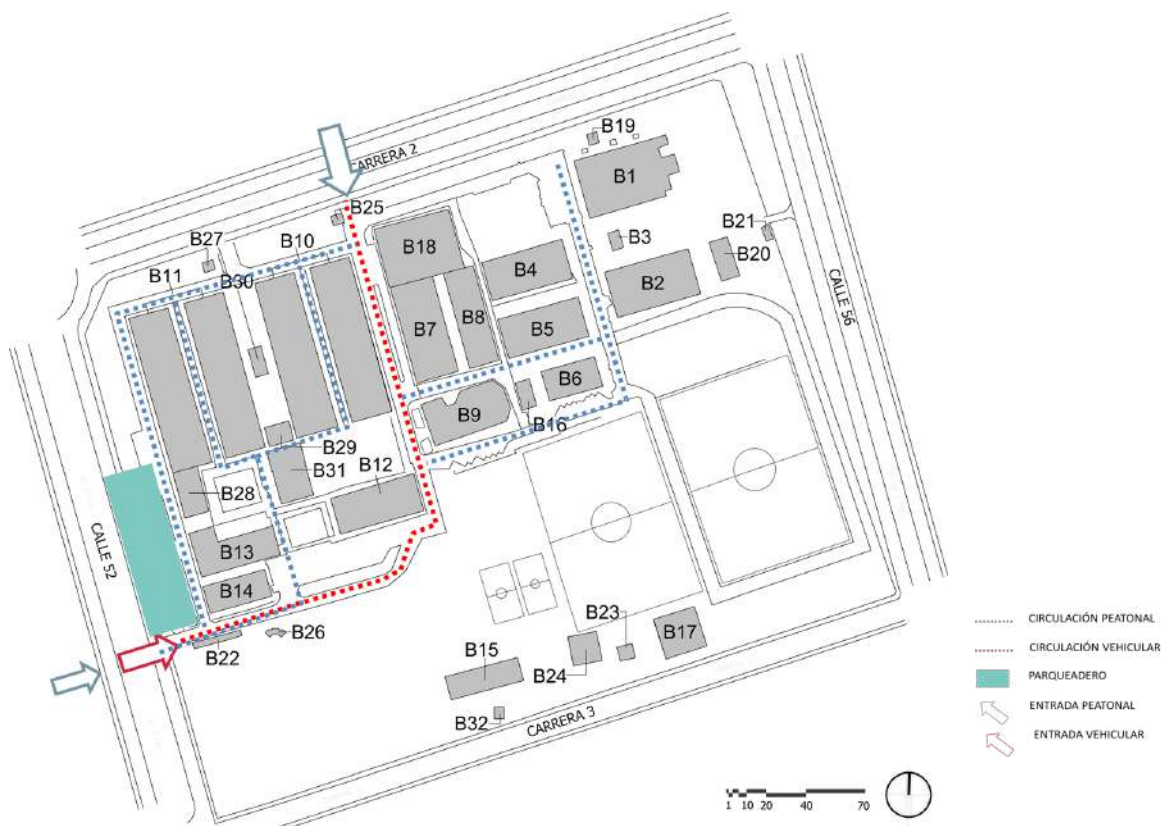 CARRERA 2
B19
B1
B25
B27
B10
B21
B3
B18
B20
B11
B30
B4
B2
B7
B8
B5
CALLE 56
B6
B9
B16
B29
B31
B12
B28
CALLE 52
B13
B14
B26
B22
B23
B17
B15
B24
B32
CARRERA 3
CIRCULACIÓN PEATONAL
CIRCULACIÓN VEHICULAR
PARQUEADERO
ENTRADA PEATONAL
ENTRADA VEHICULAR
1 10 20 40 70